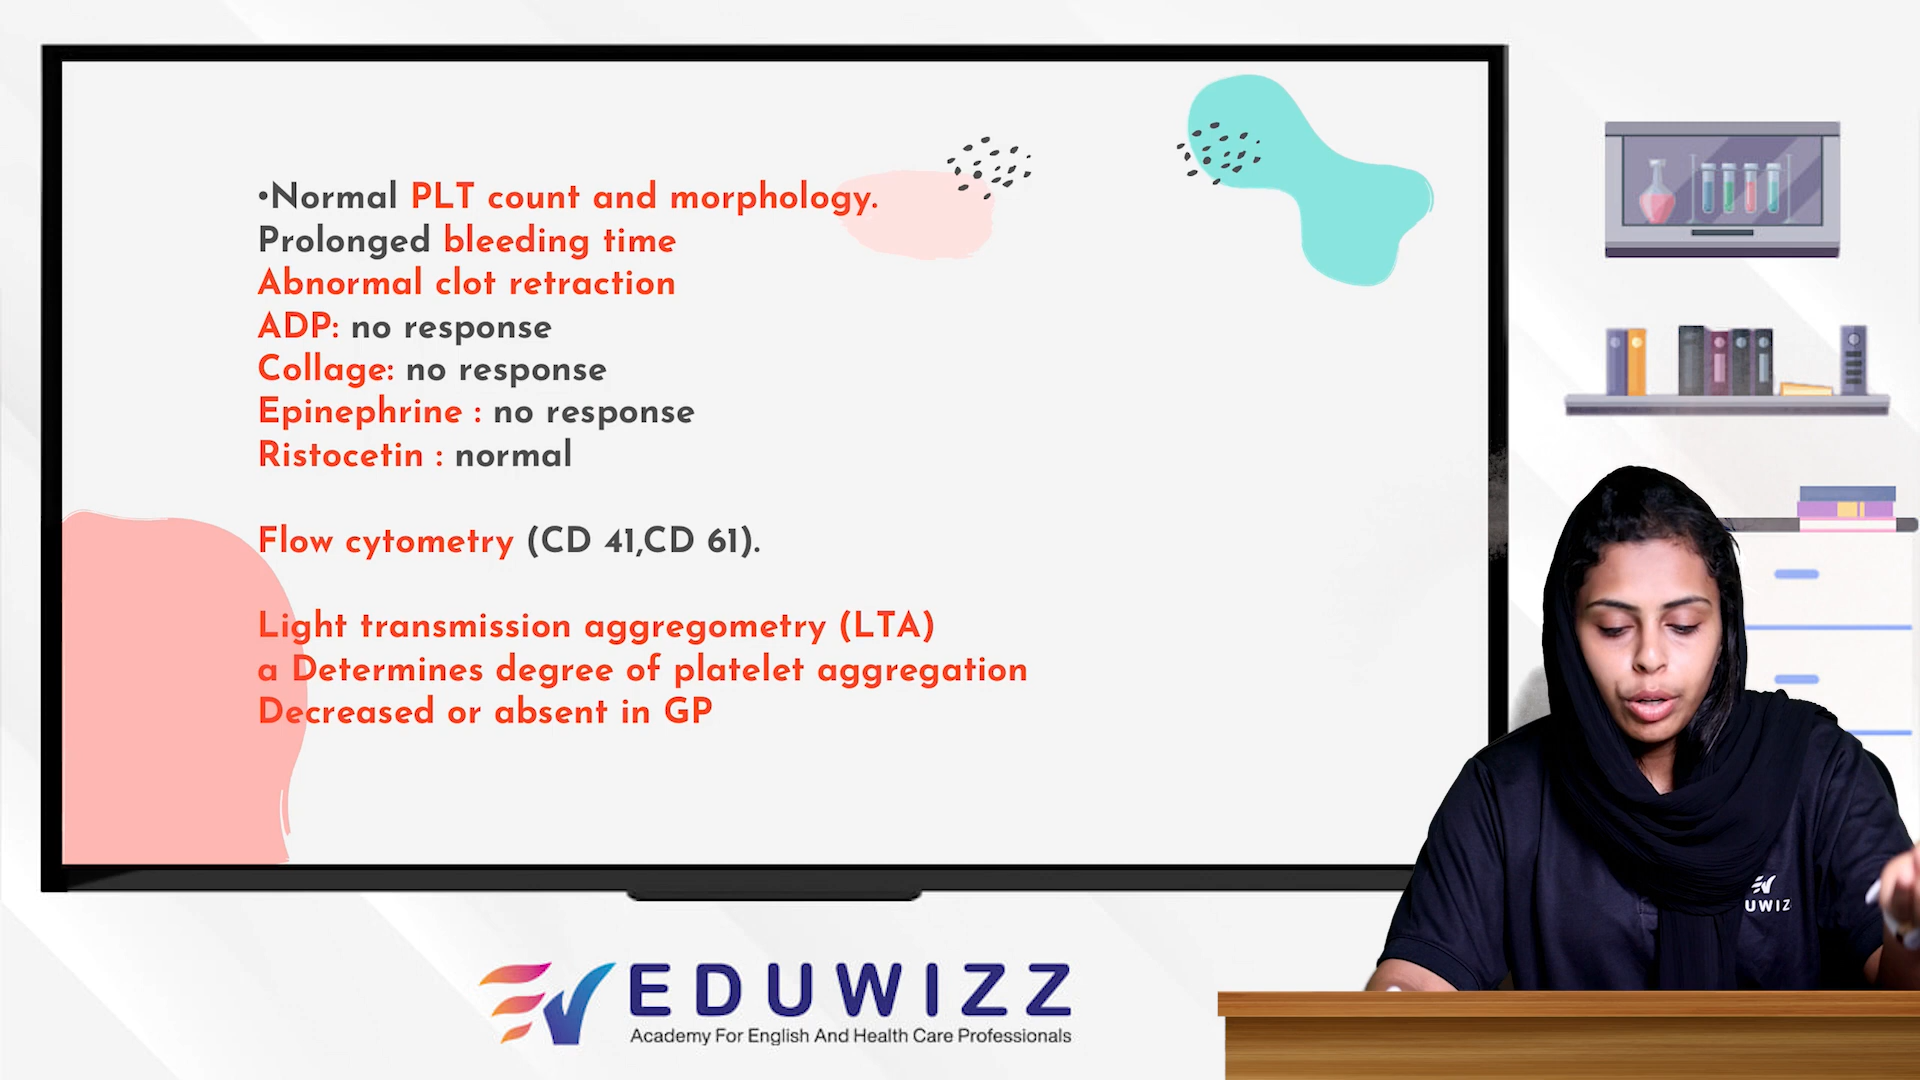 •Normal PLT count and morphology.
Prolonged bleeding time
Abnormal clot retraction
ADP: no response
Collage: no response
Epinephrine : no response
Ristocetin : normal
Flow cytometry (CD 41,CD 61).
Light transmission aggregometry (LTA)
a Determines degree of platelet aggregation
Decreased or absent in GP
UWIZ
EDUWIZZ
Academy For English And Health Care Professionals